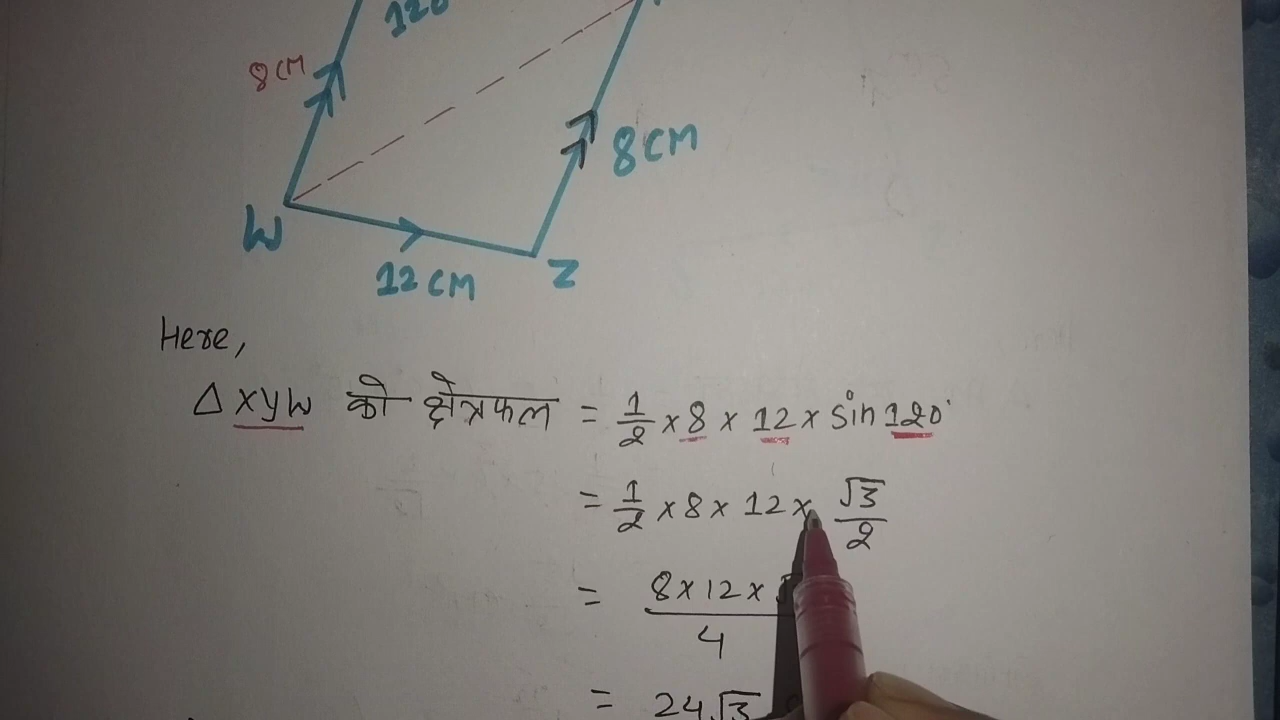 120
8 CM
8 CM
W
12 CM
Z
Here,
Δ XYW को क्षेत्रफल = 1/2 × 8 × 12 × sin 120°
= 1/2 × 8 × 12 × √3/2
= 8 × 12 × /4
= 24√3